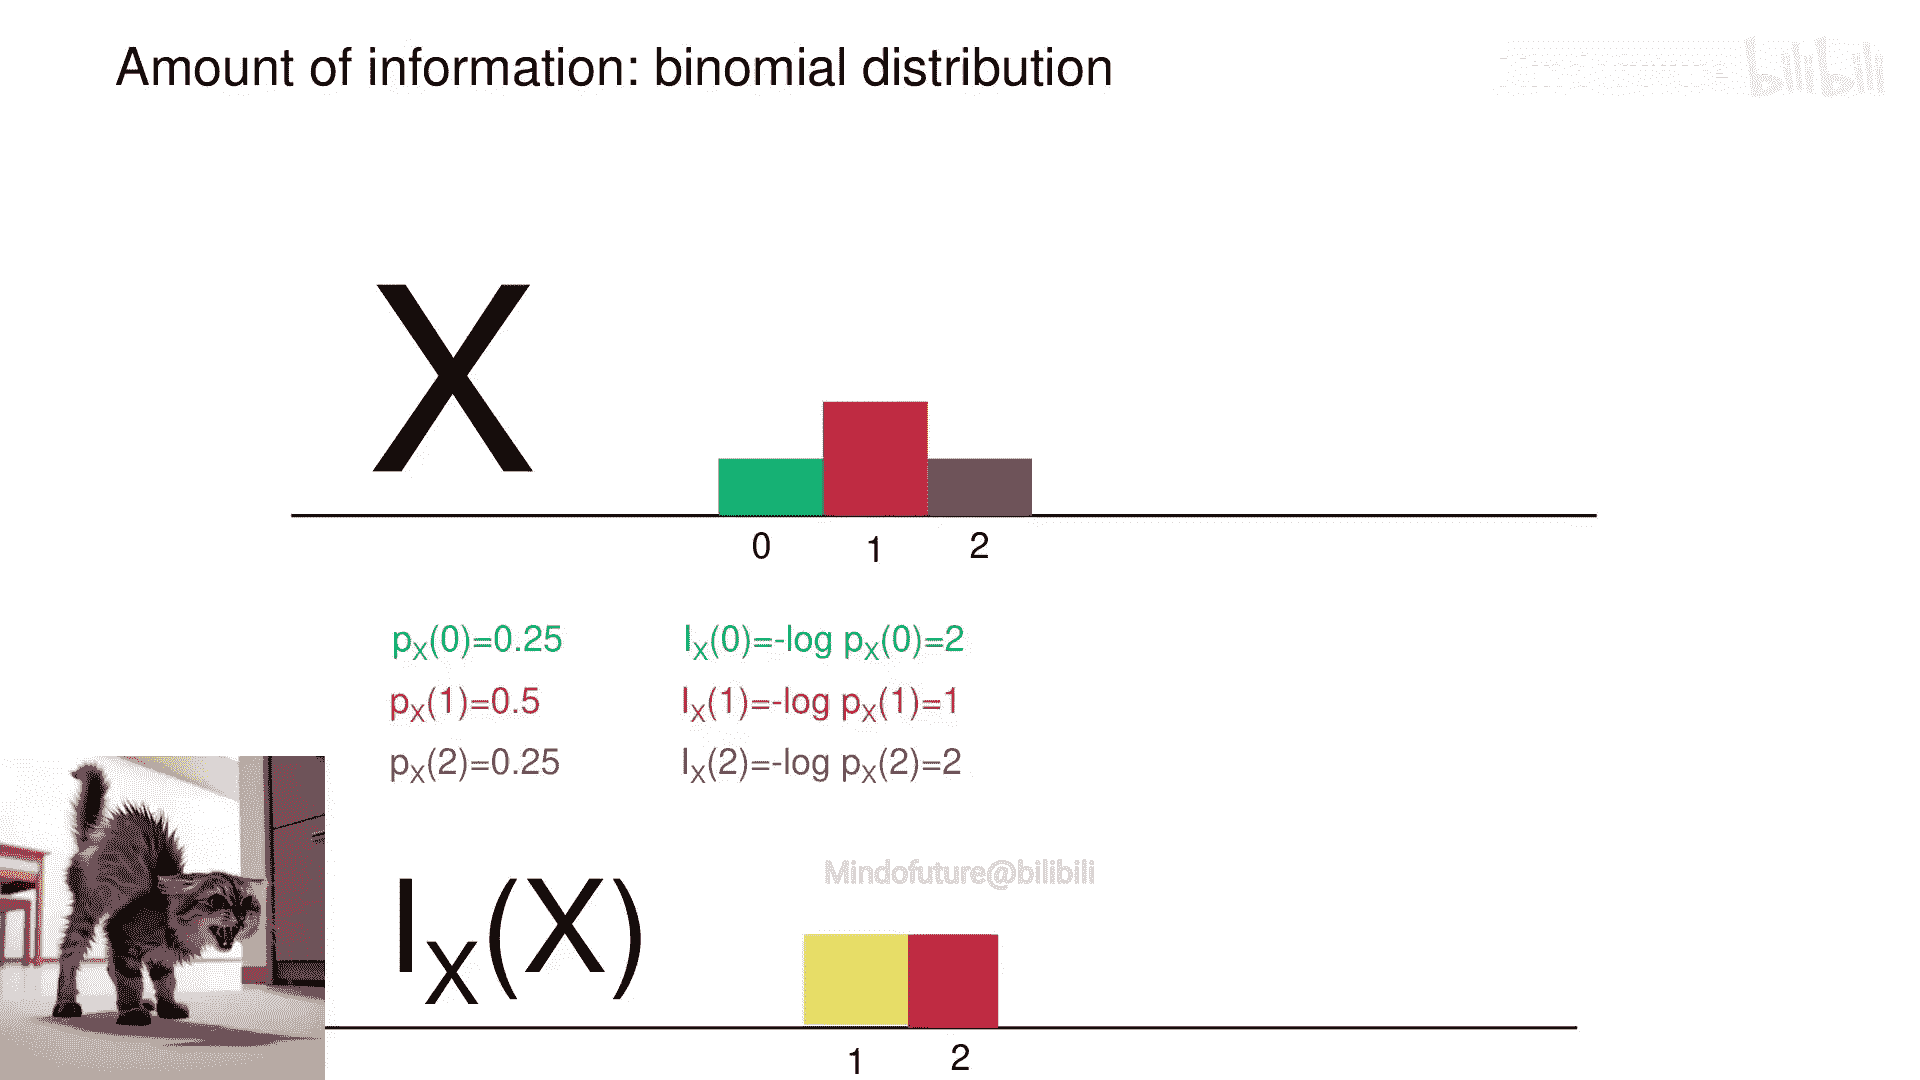 Amount of information: binomial distribution
bilibili
X
0 1 2
pX(0)=0.25 IX(0)=-log pX(0)=2
pX(1)=0.5 IX(1)=-log pX(1)=1
pX(2)=0.25 IX(2)=-log pX(2)=2
Mindofuture@bilibili
IX(X)
1 2